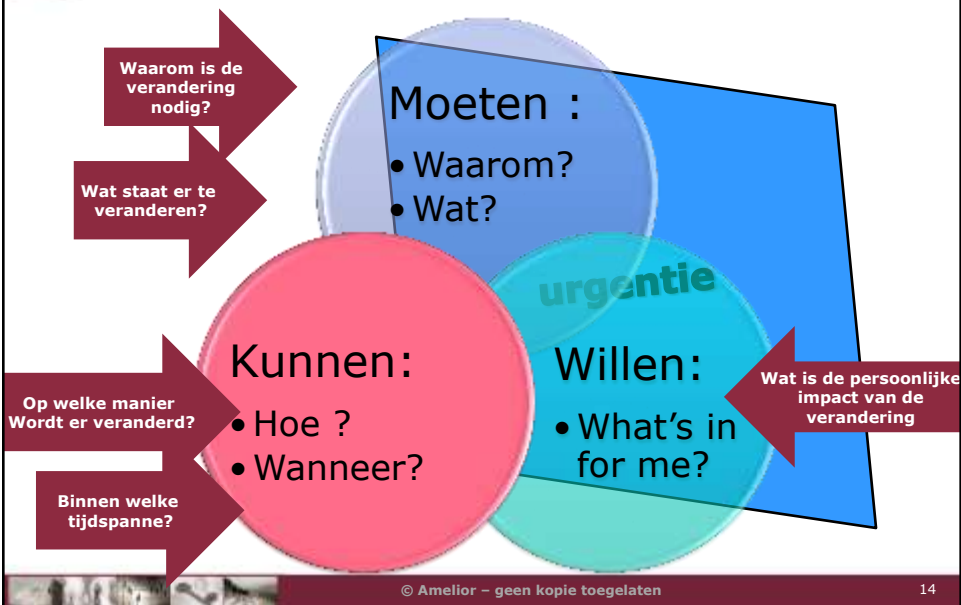 Waarom is de
verandering
nodig?
Moeten :
• Waarom?
• Wat?
Wat staat er te
veranderen?
urgentie
Kunnen:
• Hoe ?
• Wanneer?
Willen:
• What's in
for me?
Wat is de persoonlijke
impact van de
verandering
Op welke manier
Wordt er veranderd?
Binnen welke
tijdspanne?
© Amelior – geen kopie toegelaten
14